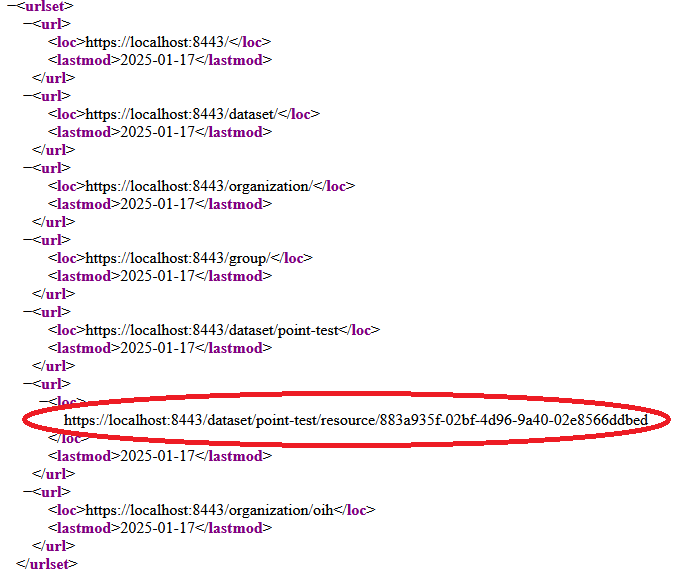 −<urlset>
−<url>
<loc>https://localhost:8443/</loc>
<lastmod>2025-01-17</lastmod>
</url>
−<url>
<loc>https://localhost:8443/dataset/</loc>
<lastmod>2025-01-17</lastmod>
</url>
−<url>
<loc>https://localhost:8443/organization/</loc>
<lastmod>2025-01-17</lastmod>
</url>
−<url>
<loc>https://localhost:8443/group/</loc>
<lastmod>2025-01-17</lastmod>
</url>
−<url>
<loc>https://localhost:8443/dataset/point-test</loc>
<lastmod>2025-01-17</lastmod>
</url>
−<url>
−<loc>
https://localhost:8443/dataset/point-test/resource/883a935f-02bf-4d96-9a40-02e8566ddbed
</loc>
<lastmod>2025-01-17</lastmod>
</url>
−<url>
<loc>https://localhost:8443/organization/oih</loc>
<lastmod>2025-01-17</lastmod>
</url>
</urlset>